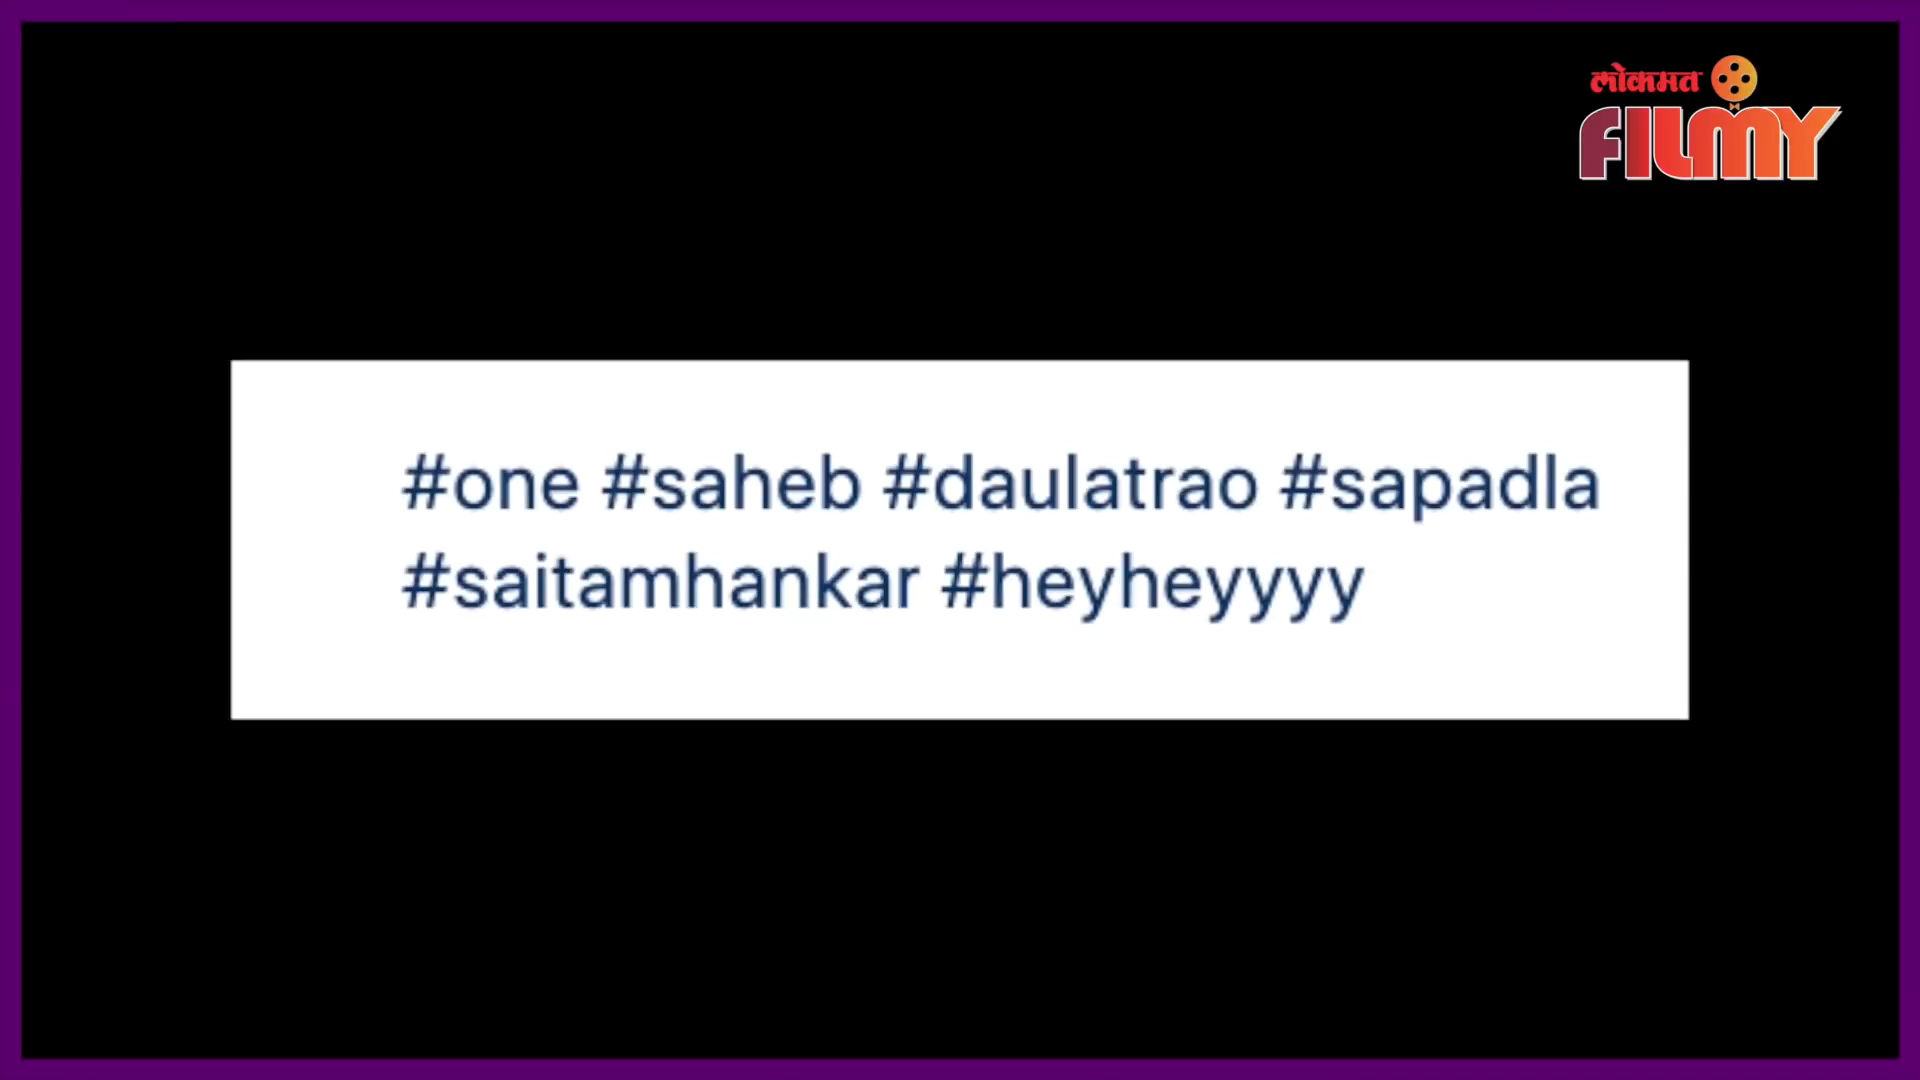 लोकमत
FILMY
#one #saheb #daulatrao #sapadla
#saitamhankar #heyheyyyy